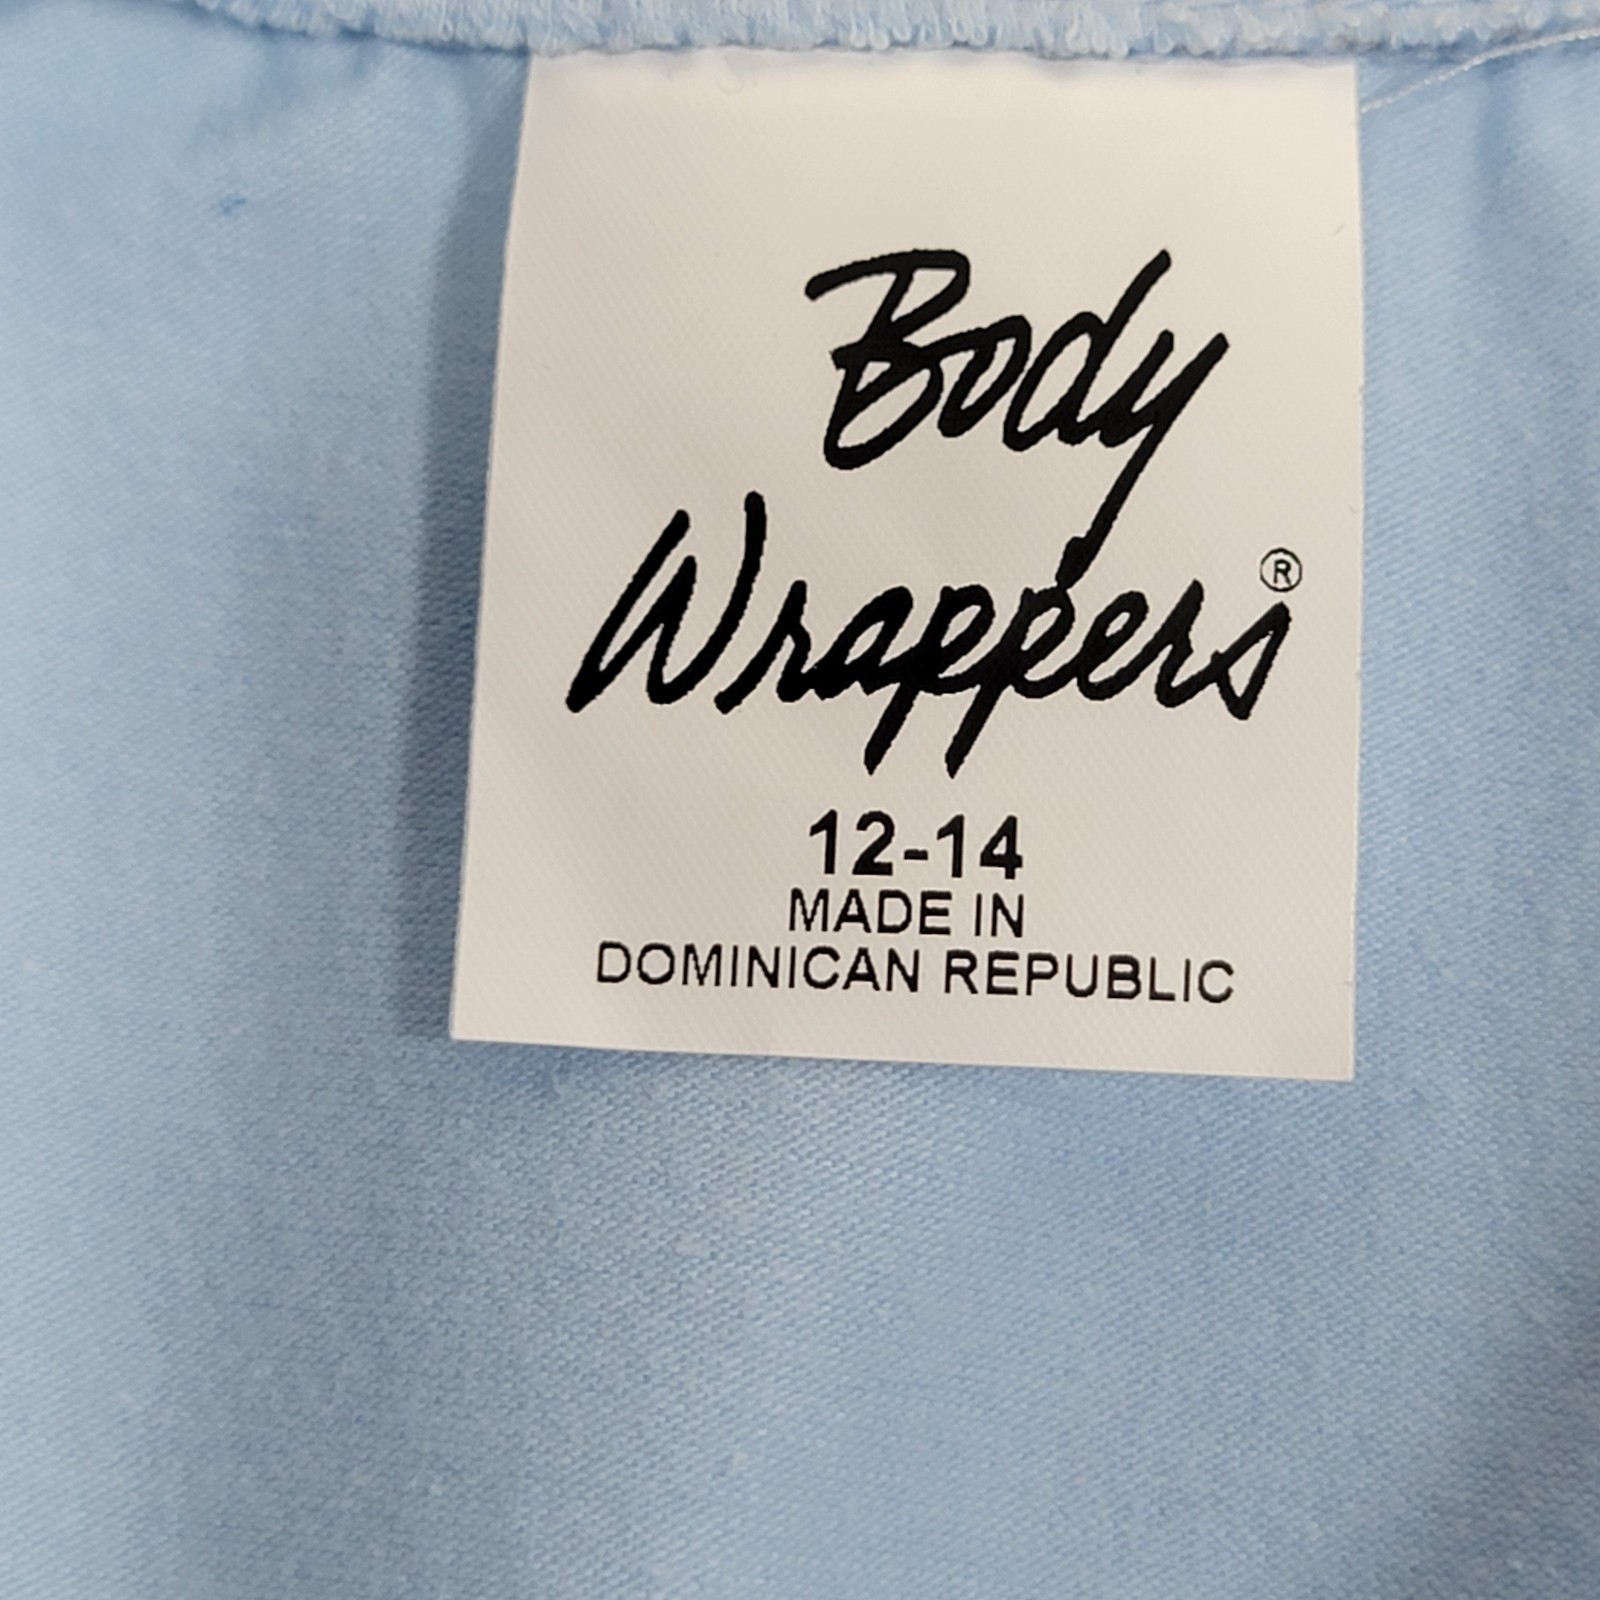 Body
Wrappers®
12-14
MADE IN
DOMINICAN REPUBLIC